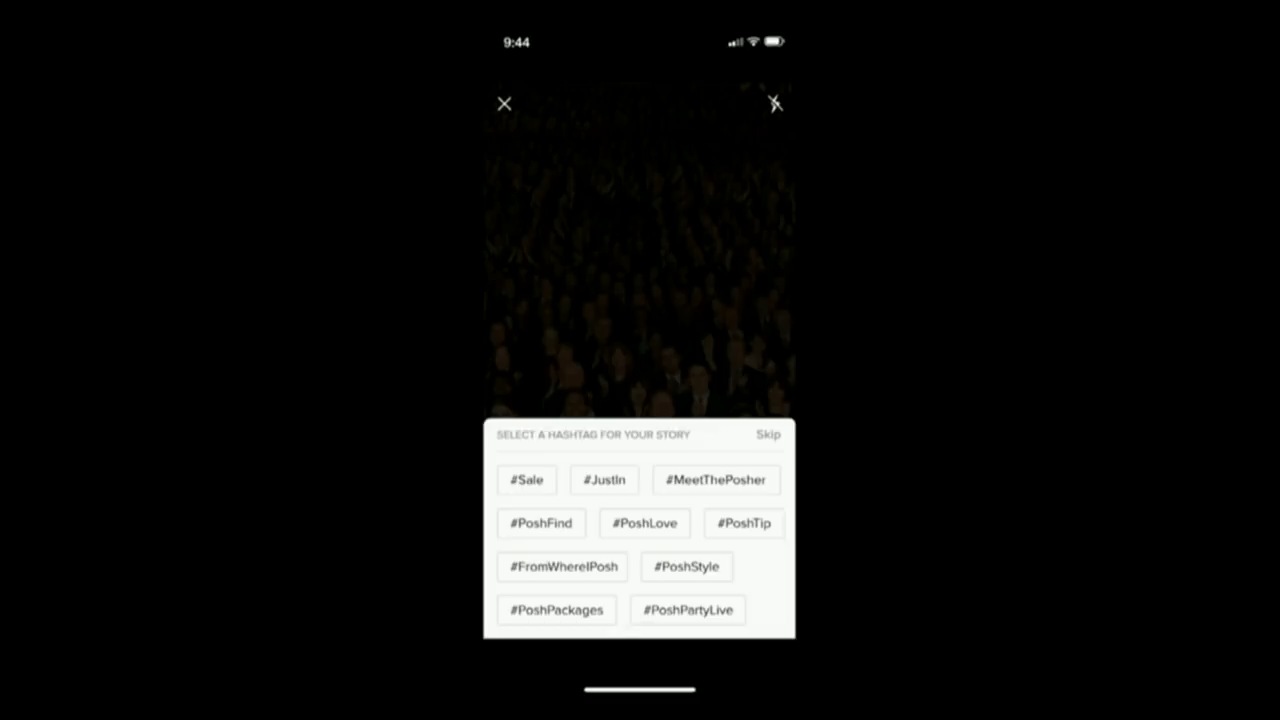 9:44
SELECT A HASHTAG FOR YOUR STORY Skip
#Sale #JustIn #MeetThePosher
#PoshFind #PoshLove #PoshTip
#FromWhereIPosh #PoshStyle
#PoshPackages #PoshPartyLive